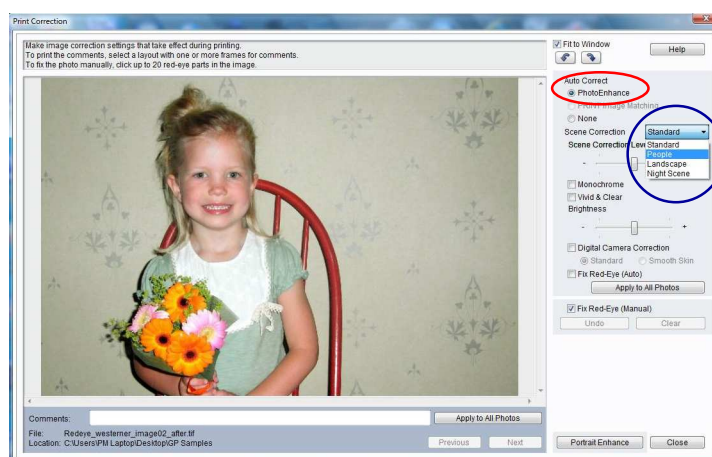 Print Correction
Make image correction settings that take effect during printing.
To print the comments, select a layout with one or more frames for comments.
To fix the photo manually, click up to 20 red-eye parts in the image.
Fit to Window
Help
Auto Correct
PhotoEnhance
PRINT Image Matching
None
Scene Correction
Standard
Scene Correction Lev
Standard
People
Landscape
Night Scene
-
Monochrome
Vivid & Clear
Brightness
- +
Digital Camera Correction
Standard Smooth Skin
Fix Red-Eye (Auto)
Apply to All Photos
Fix Red-Eye (Manual)
Undo Clear
Comments:
Apply to All Photos
File: Redeye_westerner_image02_after.tif
Location: C:\Users\PM Laptop\Desktop\GP Samples
Previous Next
Portrait Enhance Close